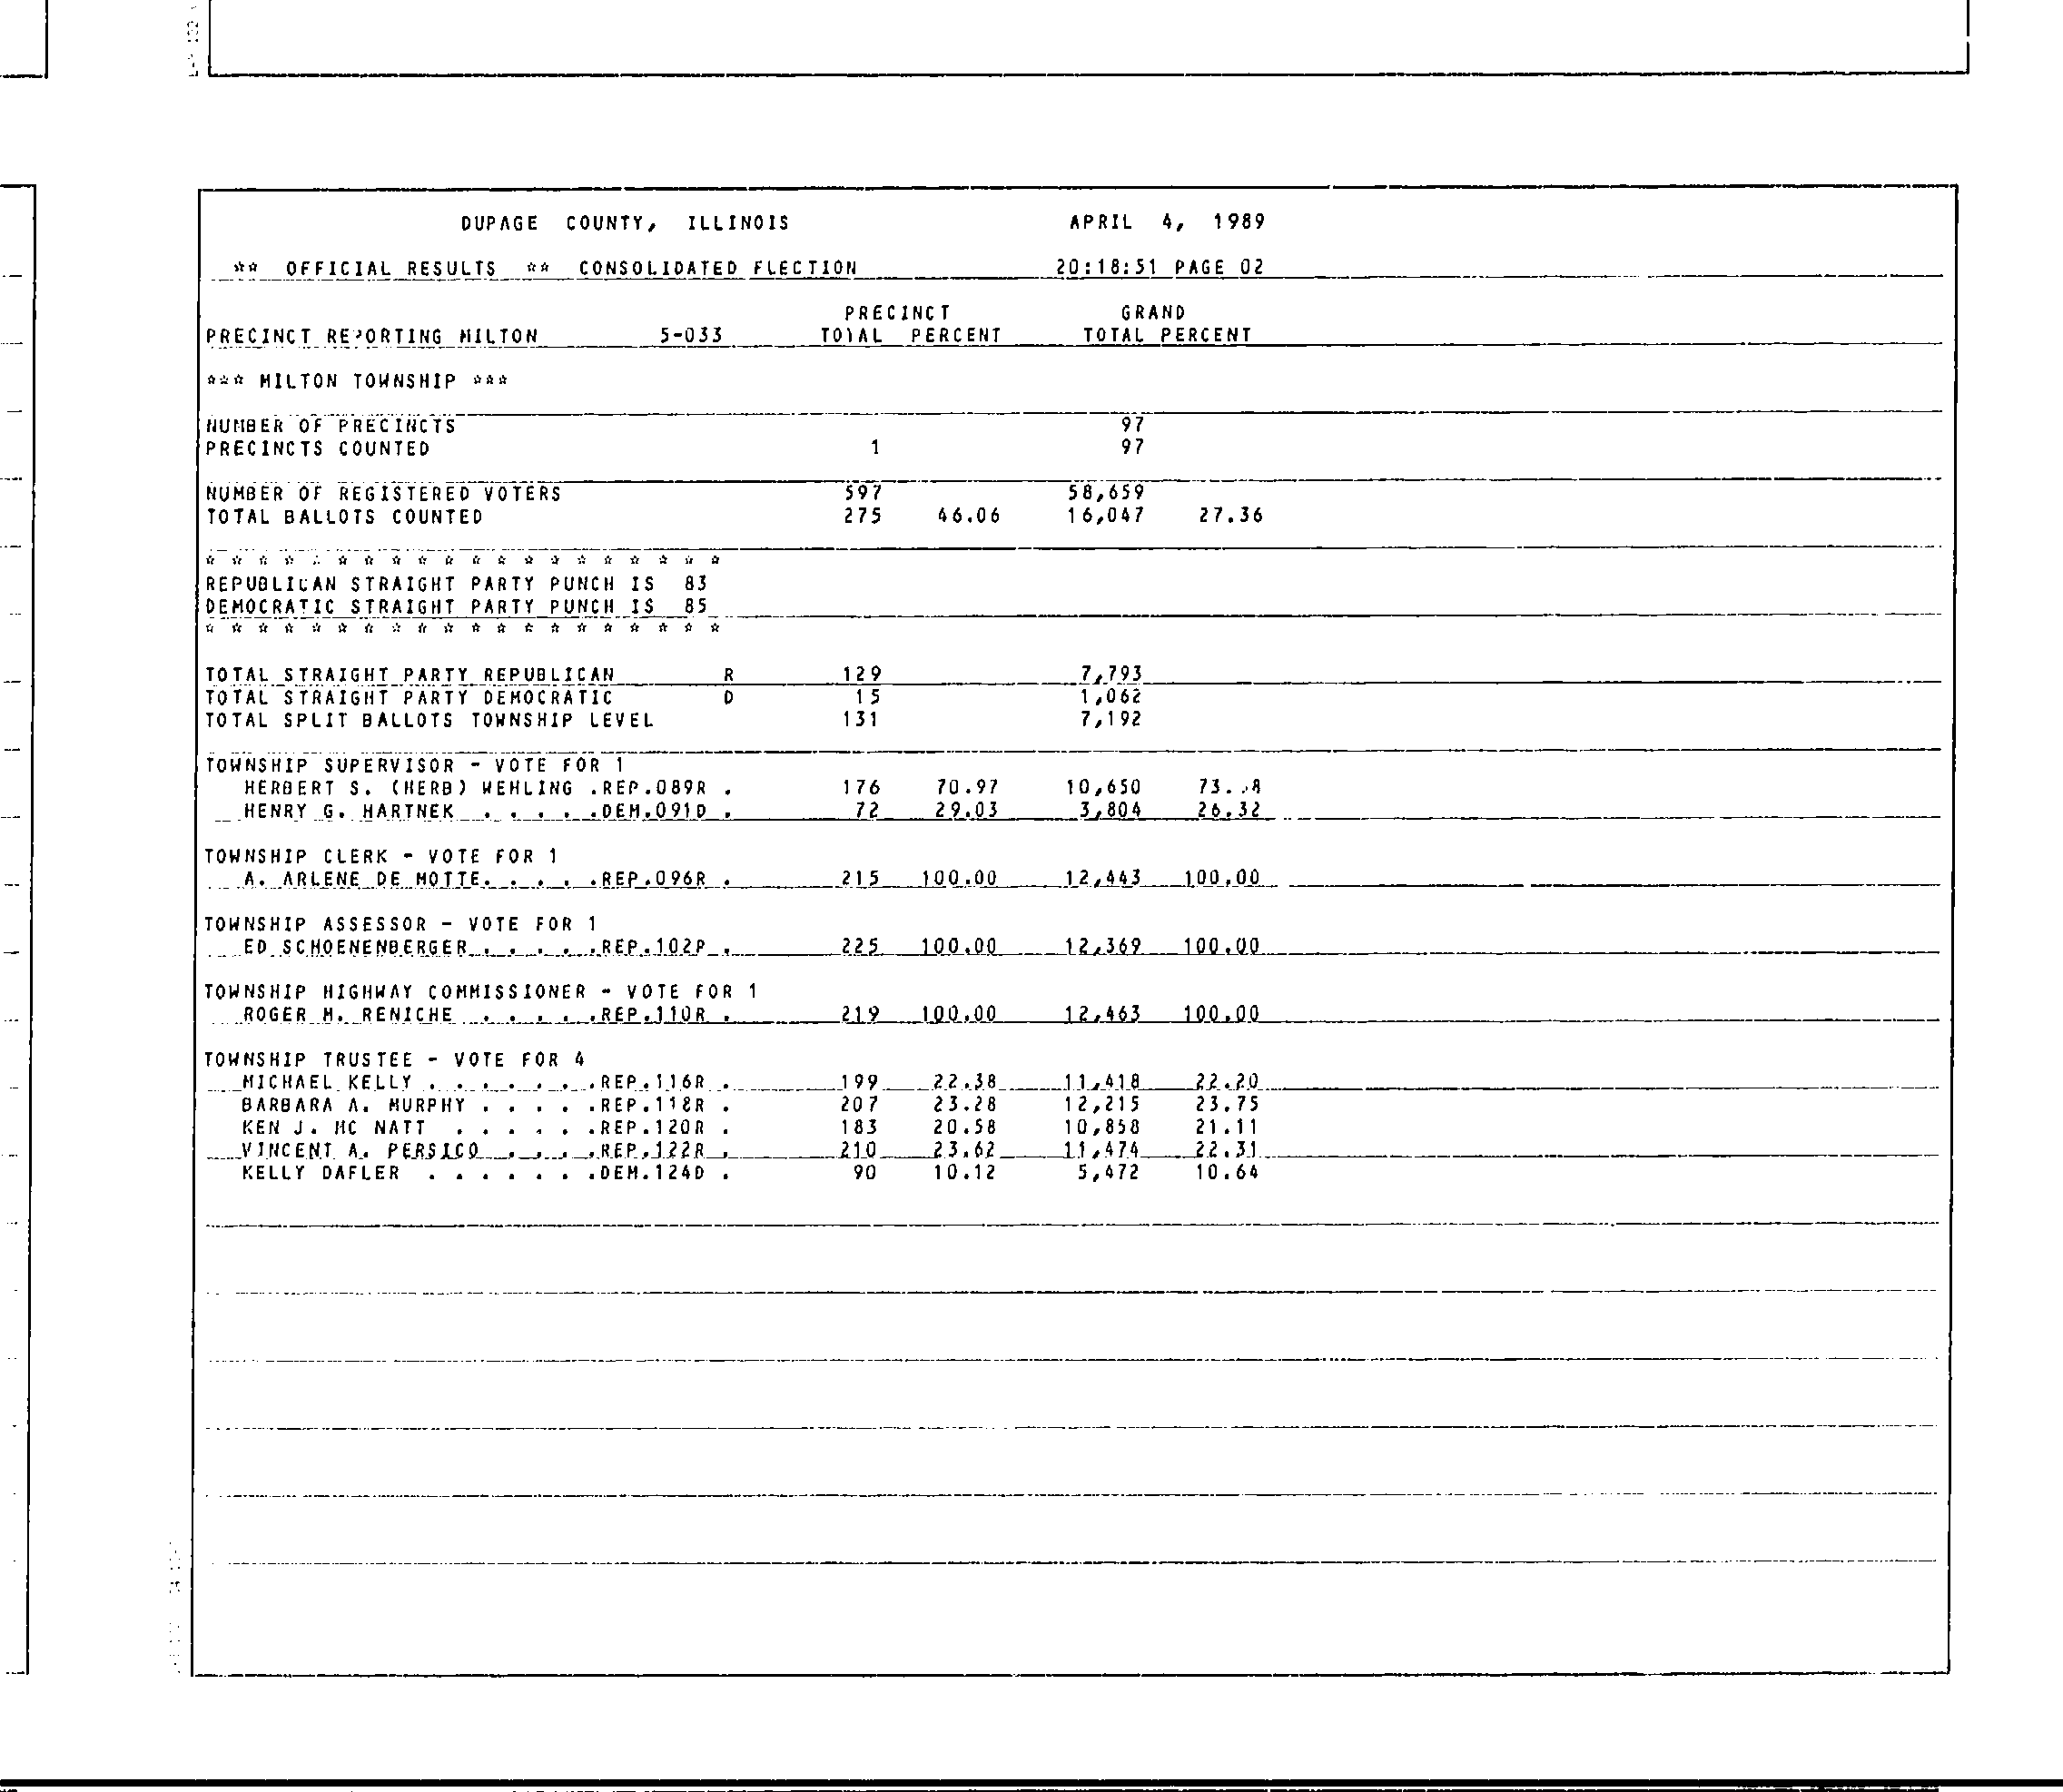 DUPAGE COUNTY, ILLINOIS APRIL 4, 1989
** OFFICIAL RESULTS ** CONSOLIDATED FLECTION 20:18:51 PAGE 02
PRECINCT GRAND
PRECINCT REPORTING MILTON 5-033 TOTAL PERCENT TOTAL PERCENT
*** MILTON TOWNSHIP ***
NUMBER OF PRECINCTS 97
PRECINCTS COUNTED 1 97
NUMBER OF REGISTERED VOTERS 597 58,659
TOTAL BALLOTS COUNTED 275 46.06 16,047 27.36
* * * * * * * * * * * * * * * * * * * *
REPUBLICAN STRAIGHT PARTY PUNCH IS 83
DEMOCRATIC STRAIGHT PARTY PUNCH IS 85
* * * * * * * * * * * * * * * * * * * *
TOTAL STRAIGHT PARTY REPUBLICAN R 129 7,793
TOTAL STRAIGHT PARTY DEMOCRATIC D 15 1,062
TOTAL SPLIT BALLOTS TOWNSHIP LEVEL 131 7,192
TOWNSHIP SUPERVISOR - VOTE FOR 1
HERBERT S. (HERB) WEHLING .REP.089R . 176 70.97 10,650
HENRY G. HARTNEK . . . . .DEM.091D . 72 29.03 3,804 26.32
TOWNSHIP CLERK - VOTE FOR 1
A. ARLENE DE MOTTE. . . . .REP.096R . 215 100.00 12,443 100.00
TOWNSHIP ASSESSOR - VOTE FOR 1
ED SCHOENENBERGER . . . . .REP.102R . 225 100.00 12,369 100.00
TOWNSHIP HIGHWAY COMMISSIONER - VOTE FOR 1
ROGER M. RENICHE . . . . .REP.110R . 219 100.00 12,463 100.00
TOWNSHIP TRUSTEE - VOTE FOR 4
MICHAEL KELLY . . . . . . .REP.116R . 199 22.38 11,418 22.20
BARBARA A. MURPHY . . . . .REP.118R . 207 23.28 12,215 23.75
KEN J. MC NATT . . . . . .REP.120R . 183 20.58 10,858 21.11
VINCENT A. PERSICO . . . .REP.122R . 210 23.62 11,474 22.31
KELLY DAFLER . . . . . . .DEM.124D . 90 10.12 5,472 10.64